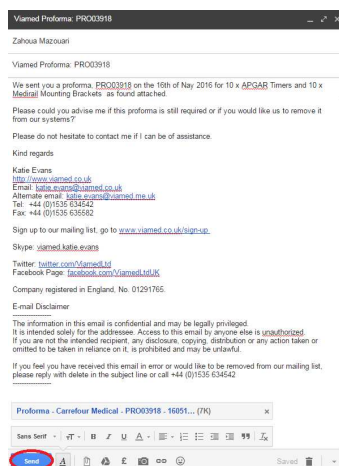 Viamed Proforma: PRO03918
Zahoua Mazouari
Viamed Proforma: PRO03918
We sent you a proforma, PRO03918 on the 16th of Nay 2016 for 10 x APGAR Timers and 10 x
Medirail Mounting Brackets as found attached.
Please could you advise me if this proforma is still required or if you would like us to remove it
from our systems?'
Please do not hesitate to contact me if I can be of assistance.
Kind regards
Katie Evans
http://www.viamed.co.uk
Email: katie.evans@viamed.co.uk
Alternate email: katie.evans@viamed.me.uk
Tel: +44 (0)1535 634542
Fax: +44 (0)1535 635582
Sign up to our mailing list, go to www.viamed.co.uk/sign-up
Skype: viamed.katie.evans
Twitter: twitter.com/ViamedLtd
Facebook Page: facebook.com/ViamedLtdUK
Company registered in England, No. 01291765.
E-mail Disclaimer
-----------------
The information in this email is confidential and may be legally privileged.
It is intended solely for the addressee. Access to this email by anyone else is unauthorized.
If you are not the intended recipient, any disclosure, copying, distribution or any action taken or
omitted to be taken in reliance on it, is prohibited and may be unlawful.
If you feel you have received this email in error or would like to be removed from our mailing list,
please reply with delete in the subject line or call +44 (0)1535 634542
-----------------
Proforma - Carrefour Medical - PRO03918 - 16051... (7K)
Sans Serif
Send
Saved